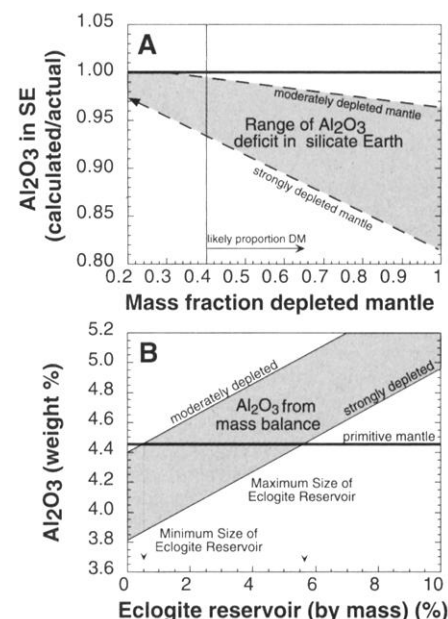 A
Al2O3 in SE
(calculated/actual)
1.00
0.95
0.90
0.85
0.80
moderately depleted mantle
Range of Al2O3
deficit in silicate Earth
strongly depleted mantle
likely proportion DM
0.2 0.3 0.4 0.5 0.6 0.7 0.8 0.9 1
Mass fraction depleted mantle
B
Al2O3 (weight %)
5.2
5.0
4.8
4.6
4.4
4.2
4.0
3.8
3.6
moderately depleted
Al2O3 from
mass balance
strongly depleted
primitive mantle
Maximum Size of
Eclogite Reservoir
Minimum Size of
Eclogite Reservoir
0 2 4 6 8 10
Eclogite reservoir (by mass) (%)